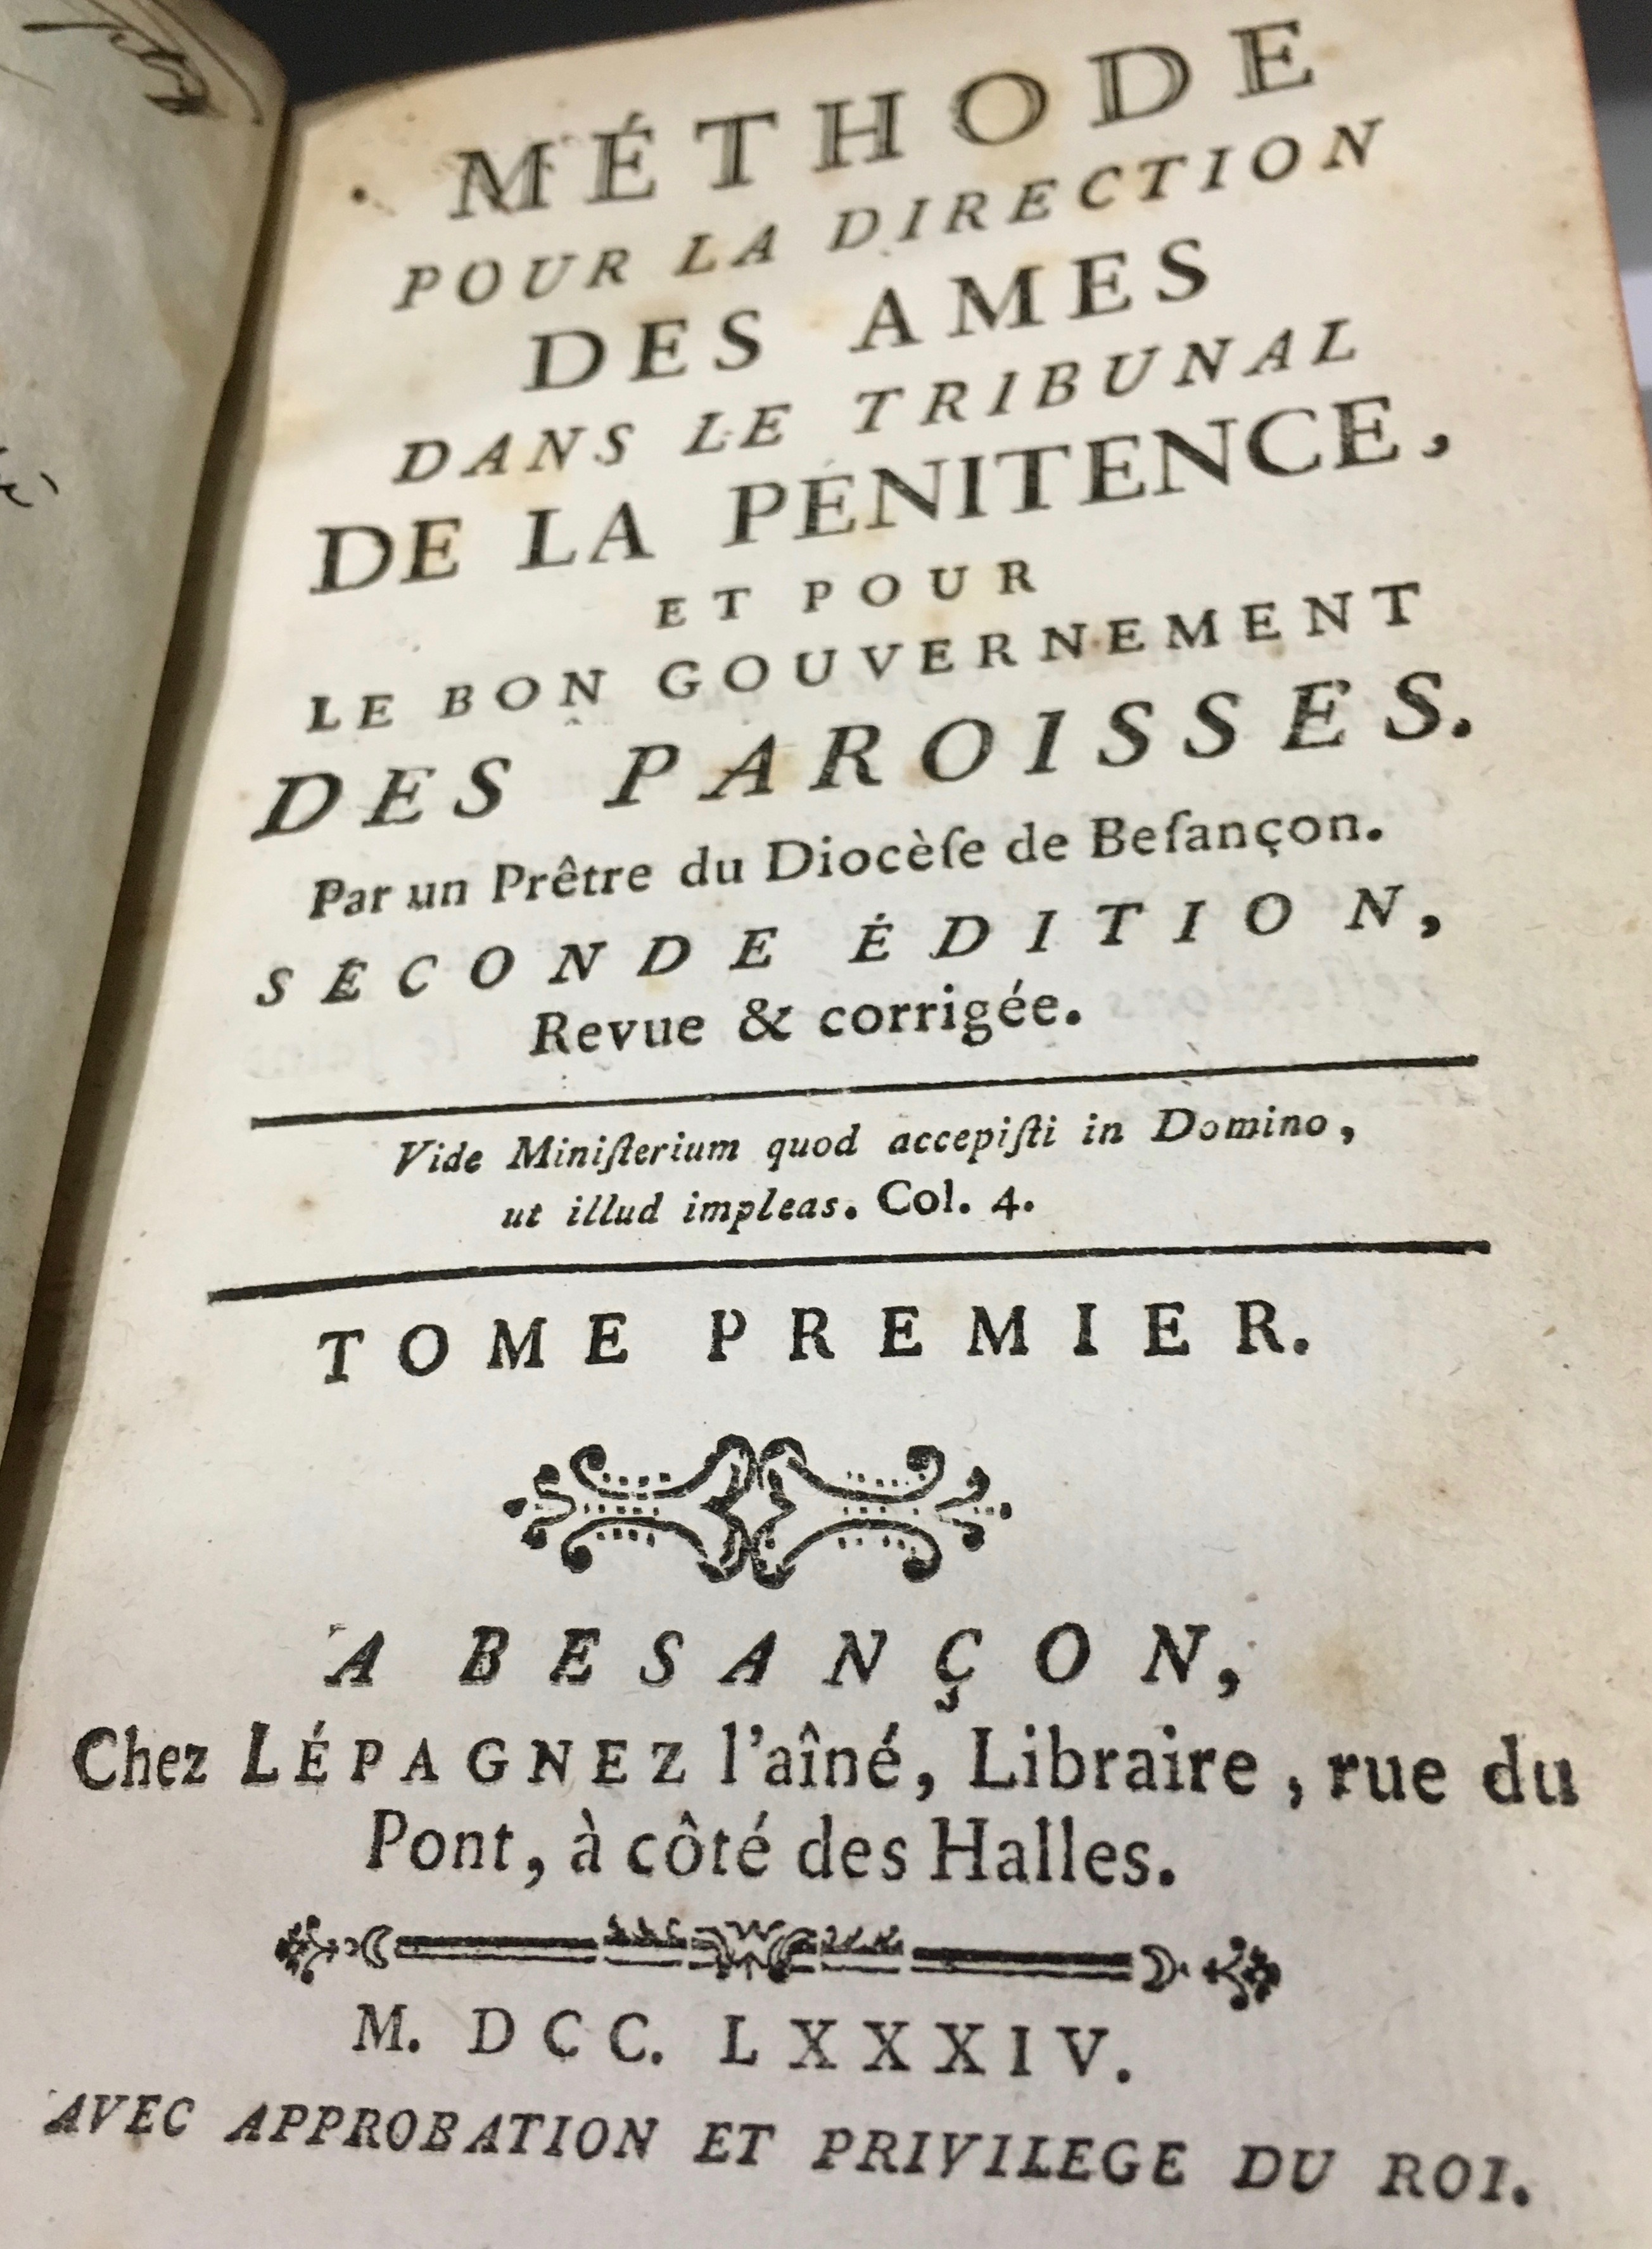 MÉTHODE
POUR LA DIRECTION
DES AMES
DANS LE TRIBUNAL
DE LA PÉNITENCE,
ET POUR
LE BON GOUVERNEMENT
DES PAROISSES.
Par un Prêtre du Diocèſe de Beſançon.
SECONDE ÉDITION,
Revue & corrigée.
Vide Miniſterium quod accepiſti in Domino,
ut illud impleas. Col. 4.
TOME PREMIER.
A BESANÇON,
Chez LÉPAGNEZ l'aîné, Libraire, rue du
Pont, à côté des Halles.
M. DCC. LXXXIV.
AVEC APPROBATION ET PRIVILEGE DU ROI.